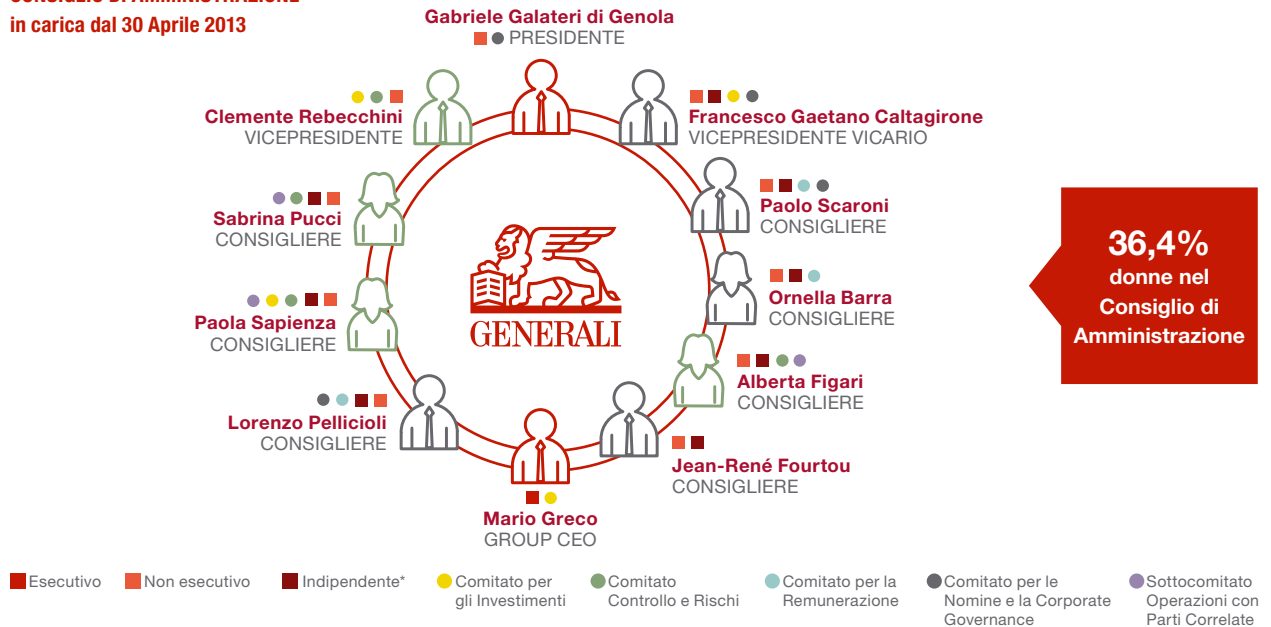 CONSIGLIO DI AMMINISTRAZIONE
in carica dal 30 Aprile 2013
Gabriele Galateri di Genola
PRESIDENTE
Clemente Rebecchini
VICEPRESIDENTE
Francesco Gaetano Caltagirone
VICEPRESIDENTE VICARIO
Sabrina Pucci
CONSIGLIERE
Paolo Scaroni
CONSIGLIERE
Paola Sapienza
CONSIGLIERE
Ornella Barra
CONSIGLIERE
Lorenzo Pellicioli
CONSIGLIERE
Alberta Figari
CONSIGLIERE
Jean-René Fourtou
CONSIGLIERE
Mario Greco
GROUP CEO
GENERALI
36,4%
donne nel
Consiglio di
Amministrazione
Esecutivo
Non esecutivo
Indipendente*
Comitato per
gli Investimenti
Comitato
Controllo e Rischi
Comitato per la
Remunerazione
Comitato per le
Nomine e la Corporate
Governance
Sottocomitato
Operazioni con
Parti Correlate